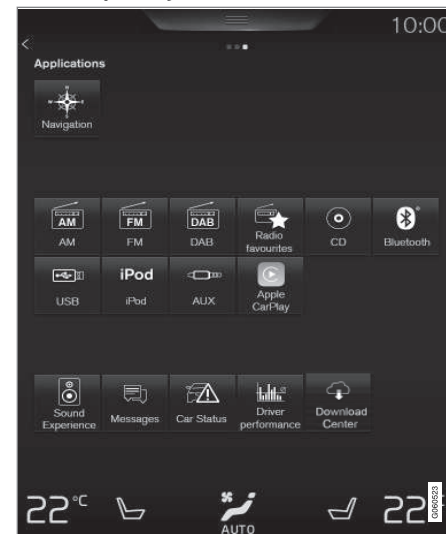 10:00
Applications
Navigation
AM
FM
DAB
AM
FM
DAB
Radio
favourites
CD
Bluetooth
iPod
USB
iPod
AUX
Apple
CarPlay
Sound
Experience
Messages
Car Status
Driver
performance
Download
Center
22°C
AUTO
22
G060523